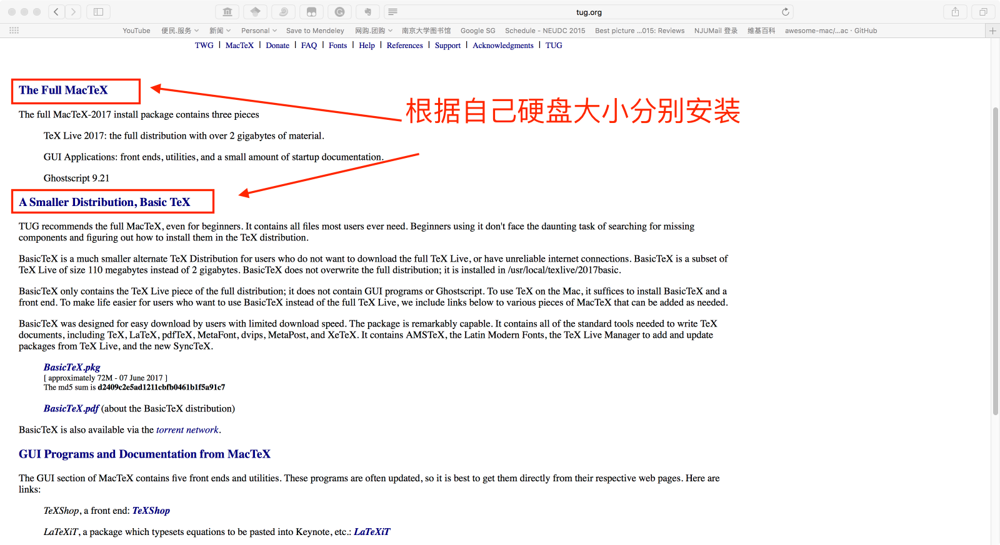 tug.org
YouTube 便民.服务 新闻 Personal Save to Mendeley 网购.团购 南京大学图书馆 Google SG Schedule - NEUDC 2015 Best picture ...015: Reviews NJUMail 登录 维基百科 awesome-mac/...ac · GitHub
TWG | MacTeX | Donate | FAQ | Fonts | Help | References | Support | Acknowledgments | TUG
The Full MacTeX
根据自己硬盘大小分别安装
The full MacTeX-2017 install package contains three pieces
TeX Live 2017: the full distribution with over 2 gigabytes of material.
GUI Applications: front ends, utilities, and a small amount of startup documentation.
Ghostscript 9.21
A Smaller Distribution, Basic TeX
TUG recommends the full MacTeX, even for beginners. It contains all files most users ever need. Beginners using it don't face the daunting task of searching for missing
components and figuring out how to install them in the TeX distribution.
BasicTeX is a much smaller alternate TeX Distribution for users who do not want to download the full TeX Live, or have unreliable internet connections. BasicTeX is a subset of
TeX Live of size 110 megabytes instead of 2 gigabytes. BasicTeX does not overwrite the full distribution; it is installed in /usr/local/texlive/2017basic.
BasicTeX only contains the TeX Live piece of the full distribution; it does not contain GUI programs or Ghostscript. To use TeX on the Mac, it suffices to install BasicTeX and a
front end. To make life easier for users who want to use BasicTeX instead of the full TeX Live, we include links below to various pieces of MacTeX that can be added as needed.
BasicTeX was designed for easy download by users with limited download speed. The package is remarkably capable. It contains all of the standard tools needed to write TeX
documents, including TeX, LaTeX, pdfTeX, MetaFont, dvips, MetaPost, and XeTeX. It contains AMSTeX, the Latin Modern Fonts, the TeX Live Manager to add and update
packages from TeX Live, and the new SyncTeX.
BasicTeX.pkg
[ approximately 72M - 07 June 2017 ]
The md5 sum is d2409c2e5ad1211cbfb0461b1f5a91c7
BasicTeX.pdf (about the BasicTeX distribution)
BasicTeX is also available via the torrent network.
GUI Programs and Documentation from MacTeX
The GUI section of MacTeX contains five front ends and utilities. These programs are often updated, so it is best to get them directly from their respective web pages. Here are
links:
TeXShop, a front end: TeXShop
LaTeXiT, a package which typesets equations to be pasted into Keynote, etc.: LaTeXiT